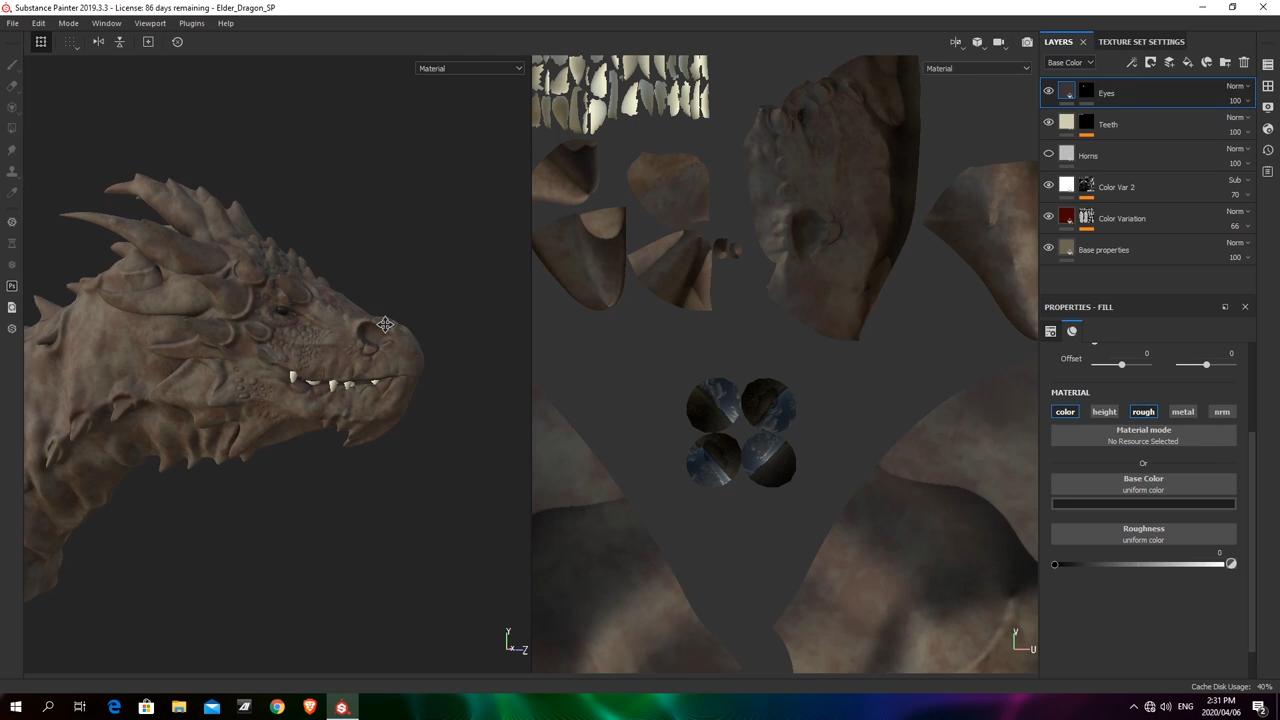 Substance Painter 2019.3.3 - License: 86 days remaining - Elder_Dragon_SP
File Edit Mode Window Viewport Plugins Help
Material
Material
LAYERS TEXTURE SET SETTINGS
Base Color
Eyes Norm
100
Teeth Norm
100
Horns Norm
100
Color Var 2 Sub
70
Color Variation Norm
66
Base properties Norm
100
PROPERTIES - FILL
Offset 0 0
MATERIAL
color height rough metal nrm
Material mode
No Resource Selected
Or
Base Color
uniform color
Roughness
uniform color
0
Y
X
Z
V
U
Ps
Cache Disk Usage: 40%
ENG
2:31 PM
2020/04/06
2